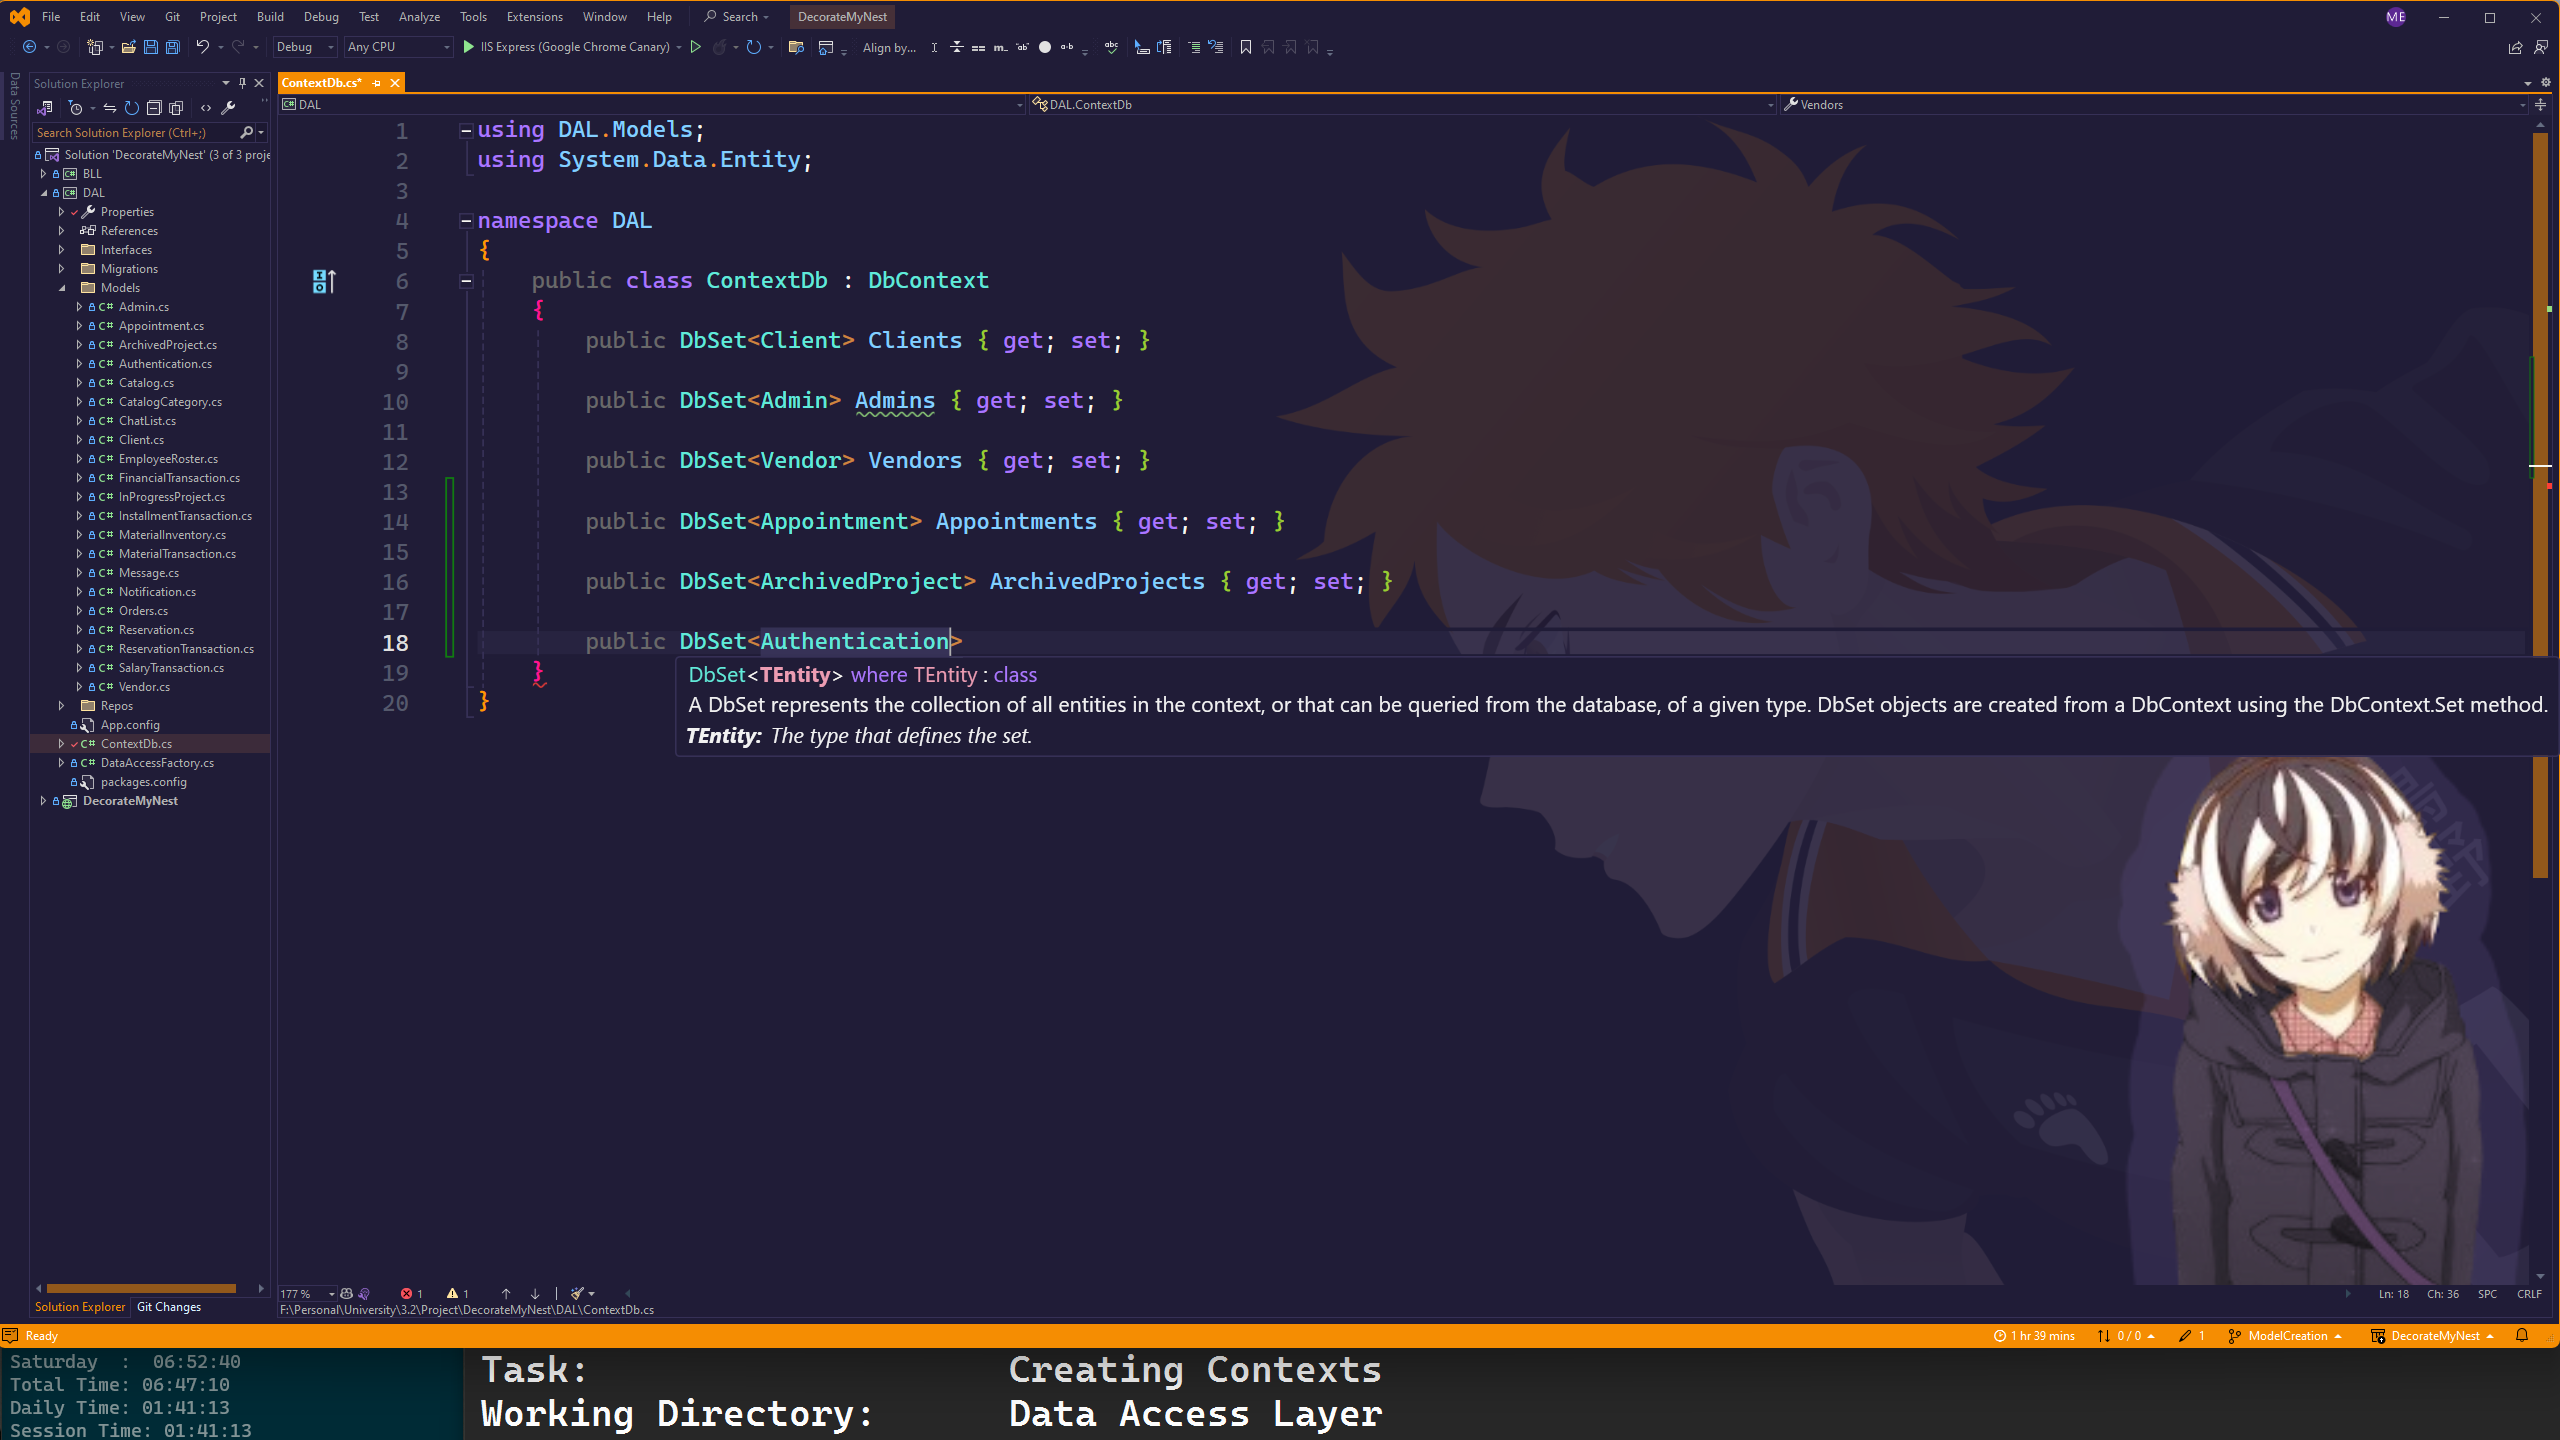 File Edit View Git Project Build Debug Test Analyze Tools Extensions Window Help Search DecorateMyNest ME
Debug Any CPU IIS Express (Google Chrome Canary) Align by...
Data Sources
Solution Explorer
Search Solution Explorer (Ctrl+;)
Solution 'DecorateMyNest' (3 of 3 proje
BLL
DAL
Properties
References
Interfaces
Migrations
Models
C# Admin.cs
C# Appointment.cs
C# ArchivedProject.cs
C# Authentication.cs
C# Catalog.cs
C# CatalogCategory.cs
C# ChatList.cs
C# Client.cs
C# EmployeeRoster.cs
C# FinancialTransaction.cs
C# InProgressProject.cs
C# InstallmentTransaction.cs
C# MaterialInventory.cs
C# MaterialTransaction.cs
C# Message.cs
C# Notification.cs
C# Orders.cs
C# Reservation.cs
C# ReservationTransaction.cs
C# SalaryTransaction.cs
C# Vendor.cs
Repos
App.config
C# ContextDb.cs
C# DataAccessFactory.cs
packages.config
DecorateMyNest
Solution Explorer Git Changes
ContextDb.cs*
DAL DAL.ContextDb Vendors
1 using DAL.Models;
2 using System.Data.Entity;
3
4 namespace DAL
5 {
6 public class ContextDb : DbContext
7 {
8 public DbSet<Client> Clients { get; set; }
9
10 public DbSet<Admin> Admins { get; set; }
11
12 public DbSet<Vendor> Vendors { get; set; }
13
14 public DbSet<Appointment> Appointments { get; set; }
15
16 public DbSet<ArchivedProject> ArchivedProjects { get; set; }
17
18 public DbSet<Authentication>
19 }
20 }
DbSet<TEntity> where TEntity : class
A DbSet represents the collection of all entities in the context, or that can be queried from the database, of a given type. DbSet objects are created from a DbContext using the DbContext.Set method.
TEntity: The type that defines the set.
177 % 1 1 Ln: 18 Ch: 36 SPC CRLF
F:\Personal\University\3.2\Project\DecorateMyNest\DAL\ContextDb.cs
Ready 1 hr 39 mins 0 / 0 1 ModelCreation DecorateMyNest
Saturday : 06:52:40
Total Time: 06:47:10
Daily Time: 01:41:13
Session Time: 01:41:13
Task: Creating Contexts
Working Directory: Data Access Layer